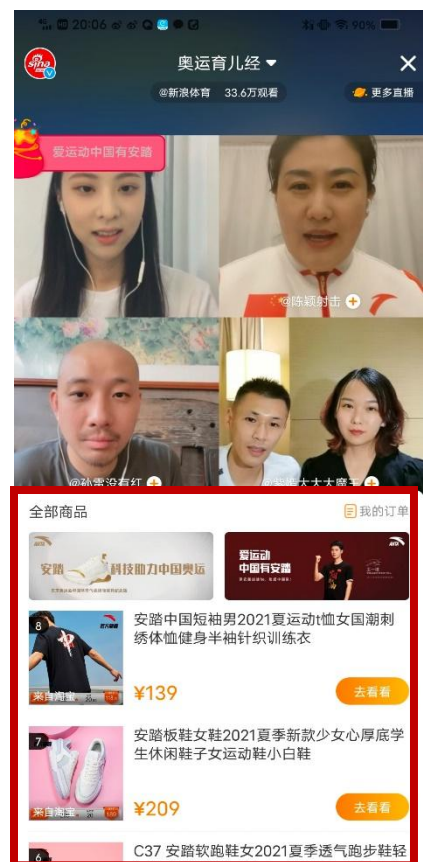 20:06
90%
奥运育儿经
@新浪体育 33.6万观看
更多直播
爱运动中国有安踏
@陈颖射击
@孙雷没有红
全部商品
我的订单
安踏 科技助力中国奥运
爱运动
中国有安踏
8
安踏中国短袖男2021夏运动t恤女国潮刺
绣体恤健身半袖针织训练衣
来自淘宝
¥139
去看看
7
安踏板鞋女鞋2021夏季新款少女心厚底学
生休闲鞋子女运动鞋小白鞋
来自淘宝
¥209
去看看
6
C37 安踏软跑鞋女2021夏季透气跑步鞋轻